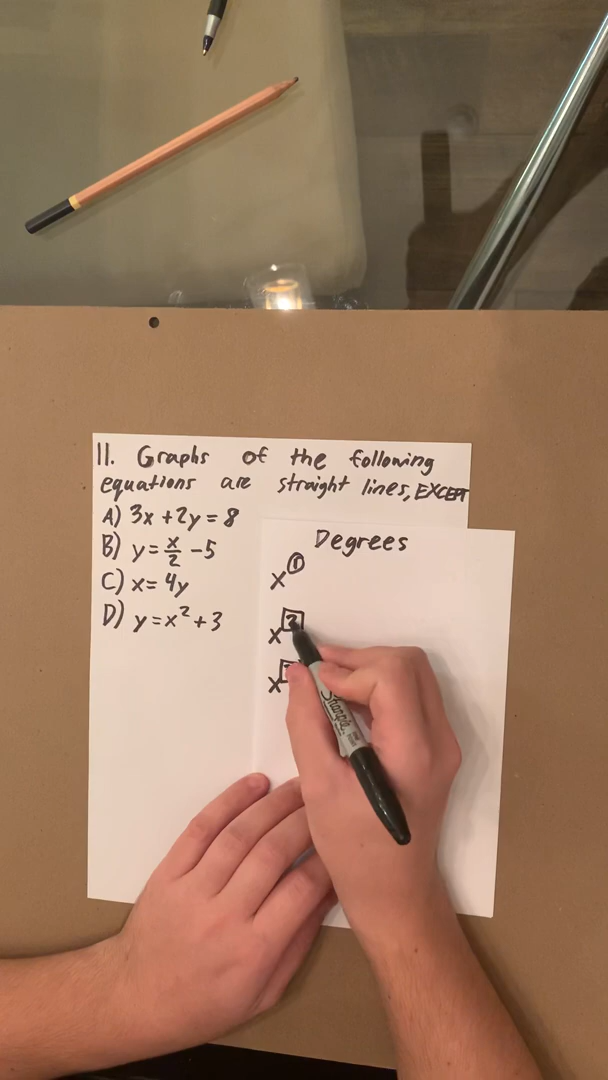 11. Graphs of the following
equations are straight lines, EXCEPT
A) 3x + 2y = 8
B) y = x/2 - 5
C) x = 4y
D) y = x² + 3
Degrees
x¹
x²
x
Sharpie